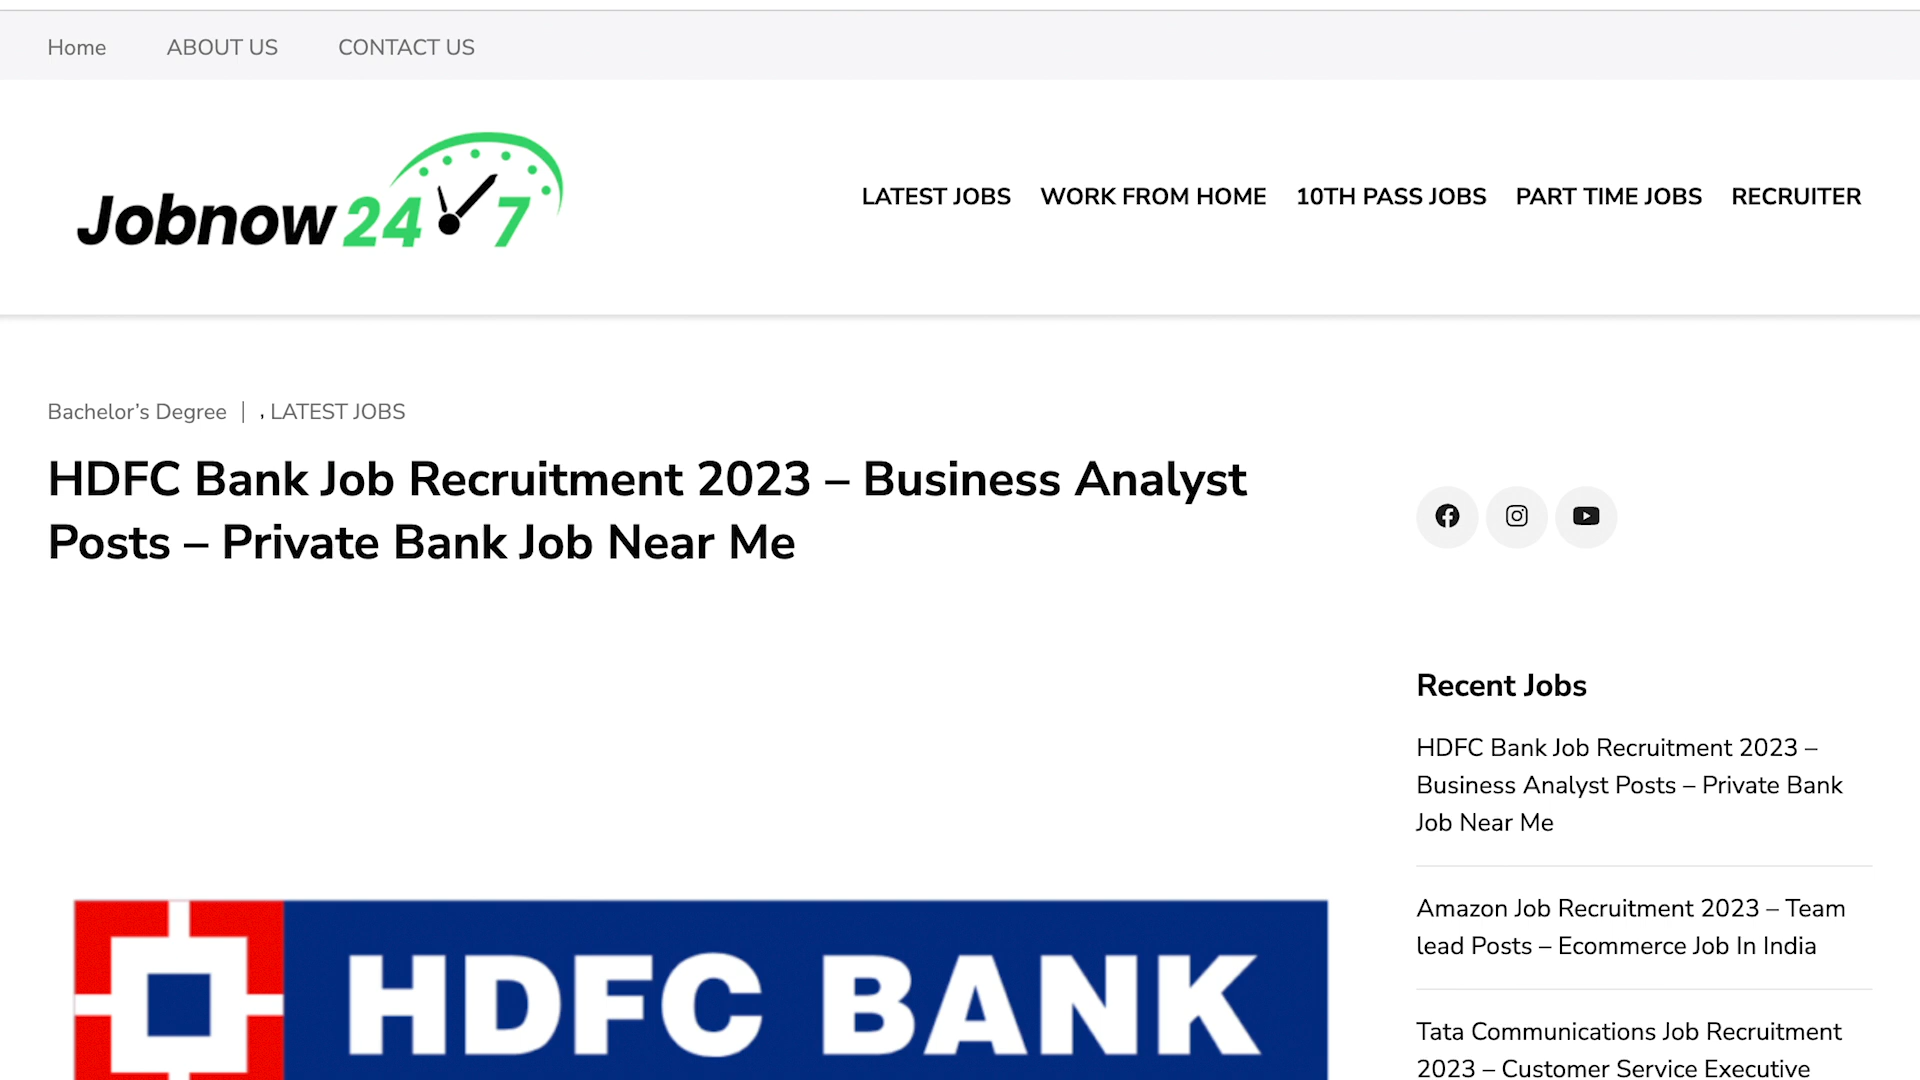 Home ABOUT US CONTACT US
Jobnow 24 7
LATEST JOBS WORK FROM HOME 10TH PASS JOBS PART TIME JOBS RECRUITER
Bachelor’s Degree | , LATEST JOBS
HDFC Bank Job Recruitment 2023 – Business Analyst
Posts – Private Bank Job Near Me
Recent Jobs
HDFC Bank Job Recruitment 2023 –
Business Analyst Posts – Private Bank
Job Near Me
Amazon Job Recruitment 2023 – Team
lead Posts – Ecommerce Job In India
Tata Communications Job Recruitment
2023 – Customer Service Executive
HDFC BANK